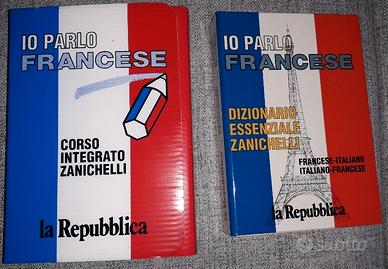 IO PARLO
FRANCESE
CORSO
INTEGRATO
ZANICHELLI
la Repubblica
IO PARLO
FRANCESE
DIZIONARIO
ESSENZIALE
ZANICHELLI
FRANCESE-ITALIANO
ITALIANO-FRANCESE
la Repubblica
subito